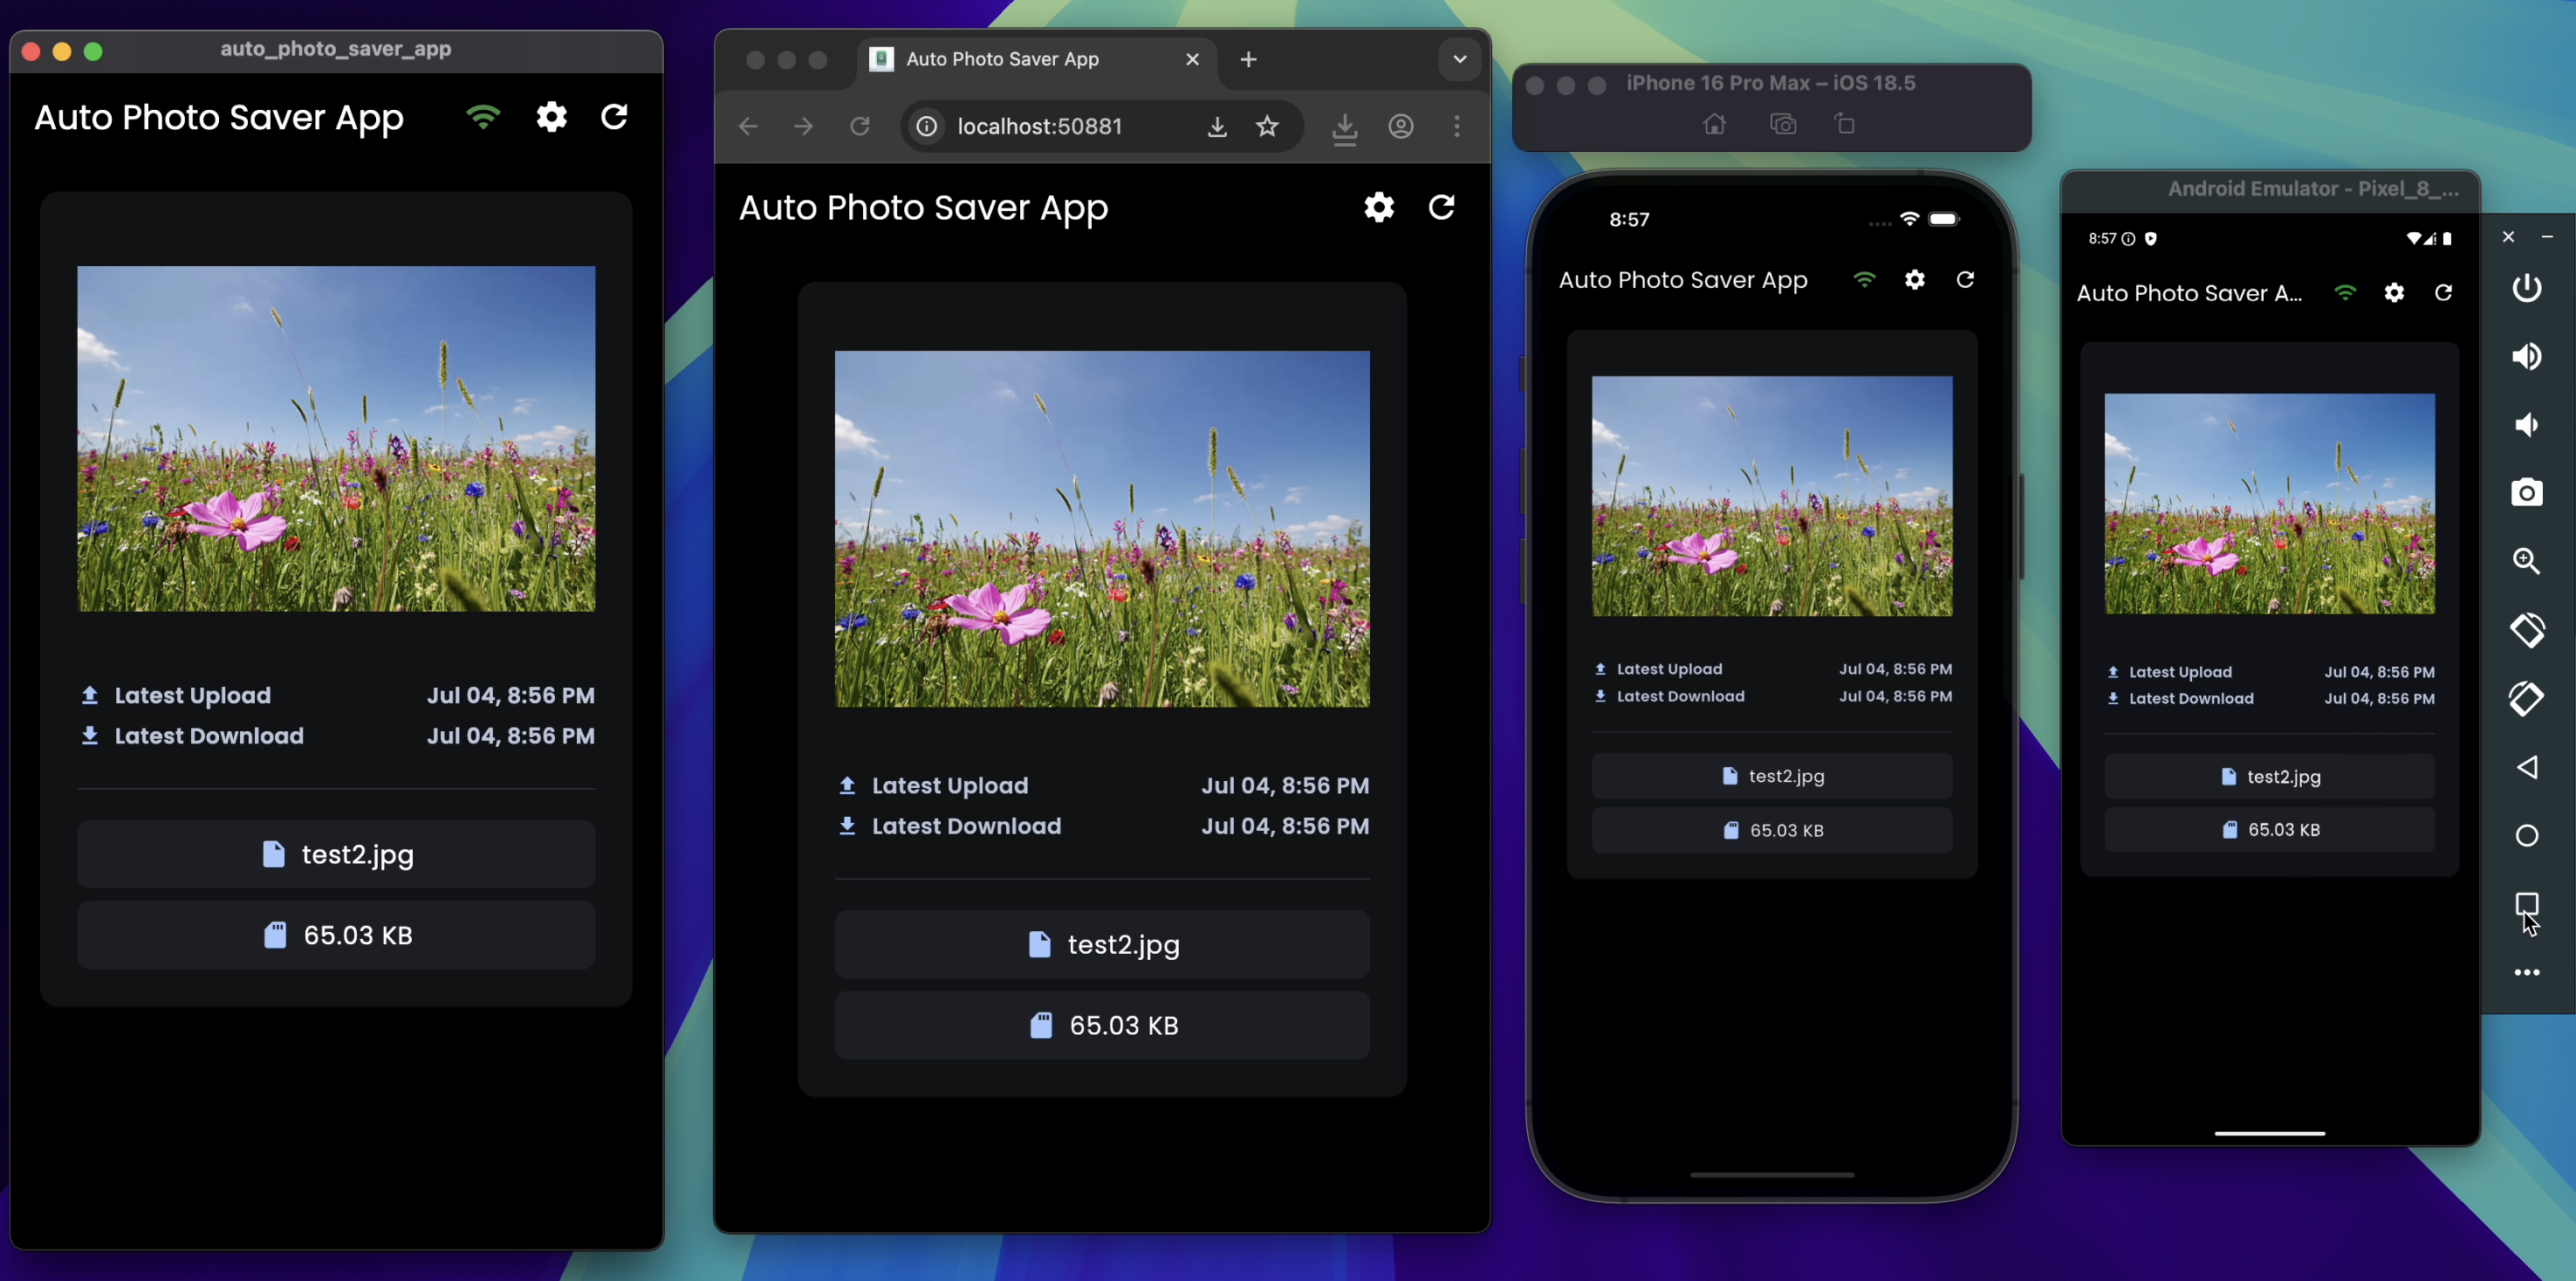 auto_photo_saver_app
Auto Photo Saver App
Latest Upload Jul 04, 8:56 PM
Latest Download Jul 04, 8:56 PM
test2.jpg
65.03 KB
Auto Photo Saver App
localhost:50881
Auto Photo Saver App
Latest Upload Jul 04, 8:56 PM
Latest Download Jul 04, 8:56 PM
test2.jpg
65.03 KB
iPhone 16 Pro Max – iOS 18.5
8:57
Auto Photo Saver App
Latest Upload Jul 04, 8:56 PM
Latest Download Jul 04, 8:56 PM
test2.jpg
65.03 KB
Android Emulator - Pixel_8_...
8:57
Auto Photo Saver A...
Latest Upload Jul 04, 8:56 PM
Latest Download Jul 04, 8:56 PM
test2.jpg
65.03 KB